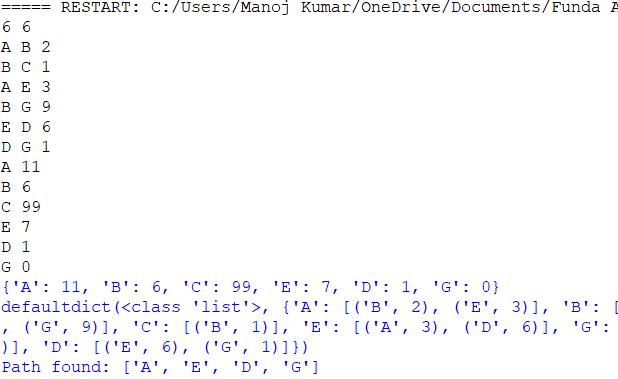 ===== RESTART: C:/Users/Manoj Kumar/OneDrive/Documents/Funda A
6 6
A B 2
B C 1
A E 3
B G 9
E D 6
D G 1
A 11
B 6
C 99
E 7
D 1
G 0
{'A': 11, 'B': 6, 'C': 99, 'E': 7, 'D': 1, 'G': 0}
defaultdict(<class 'list'>, {'A': [('B', 2), ('E', 3)], 'B': [
, ('G', 9)], 'C': [('B', 1)], 'E': [('A', 3), ('D', 6)], 'G':
)], 'D': [('E', 6), ('G', 1)]})
Path found: ['A', 'E', 'D', 'G']